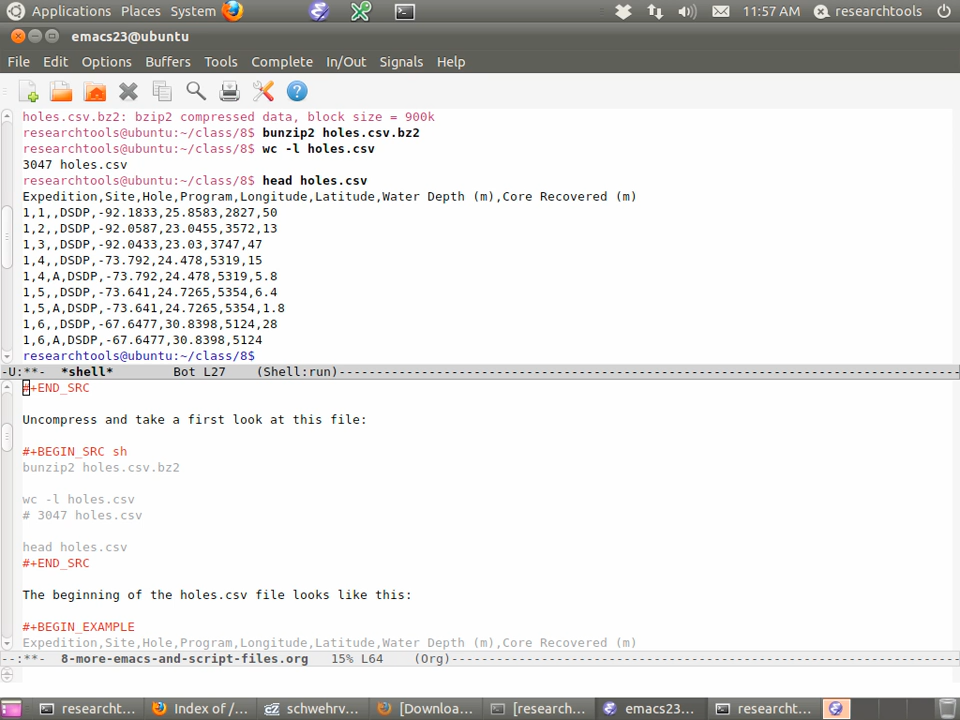 Applications Places System 11:57 AM researchtools
emacs23@ubuntu
File Edit Options Buffers Tools Complete In/Out Signals Help
holes.csv.bz2: bzip2 compressed data, block size = 900k
researchtools@ubuntu:~/class/8$ bunzip2 holes.csv.bz2
researchtools@ubuntu:~/class/8$ wc -l holes.csv
3047 holes.csv
researchtools@ubuntu:~/class/8$ head holes.csv
Expedition,Site,Hole,Program,Longitude,Latitude,Water Depth (m),Core Recovered (m)
1,1,,DSDP,-92.1833,25.8583,2827,50
1,2,,DSDP,-92.0587,23.0455,3572,13
1,3,,DSDP,-92.0433,23.03,3747,47
1,4,,DSDP,-73.792,24.478,5319,15
1,4,A,DSDP,-73.792,24.478,5319,5.8
1,5,,DSDP,-73.641,24.7265,5354,6.4
1,5,A,DSDP,-73.641,24.7265,5354,1.8
1,6,,DSDP,-67.6477,30.8398,5124,28
1,6,A,DSDP,-67.6477,30.8398,5124
researchtools@ubuntu:~/class/8$
-U:**- *shell* Bot L27 (Shell:run)----------------------------------------
#+END_SRC
Uncompress and take a first look at this file:
#+BEGIN_SRC sh
bunzip2 holes.csv.bz2
wc -l holes.csv
# 3047 holes.csv
head holes.csv
#+END_SRC
The beginning of the holes.csv file looks like this:
#+BEGIN_EXAMPLE
Expedition,Site,Hole,Program,Longitude,Latitude,Water Depth (m),Core Recovered (m)
--:**- 8-more-emacs-and-script-files.org 15% L64 (Org)----------------------------------------
researcht... Index of /... schwehrv... [Downloa... [research... emacs23... researcht...